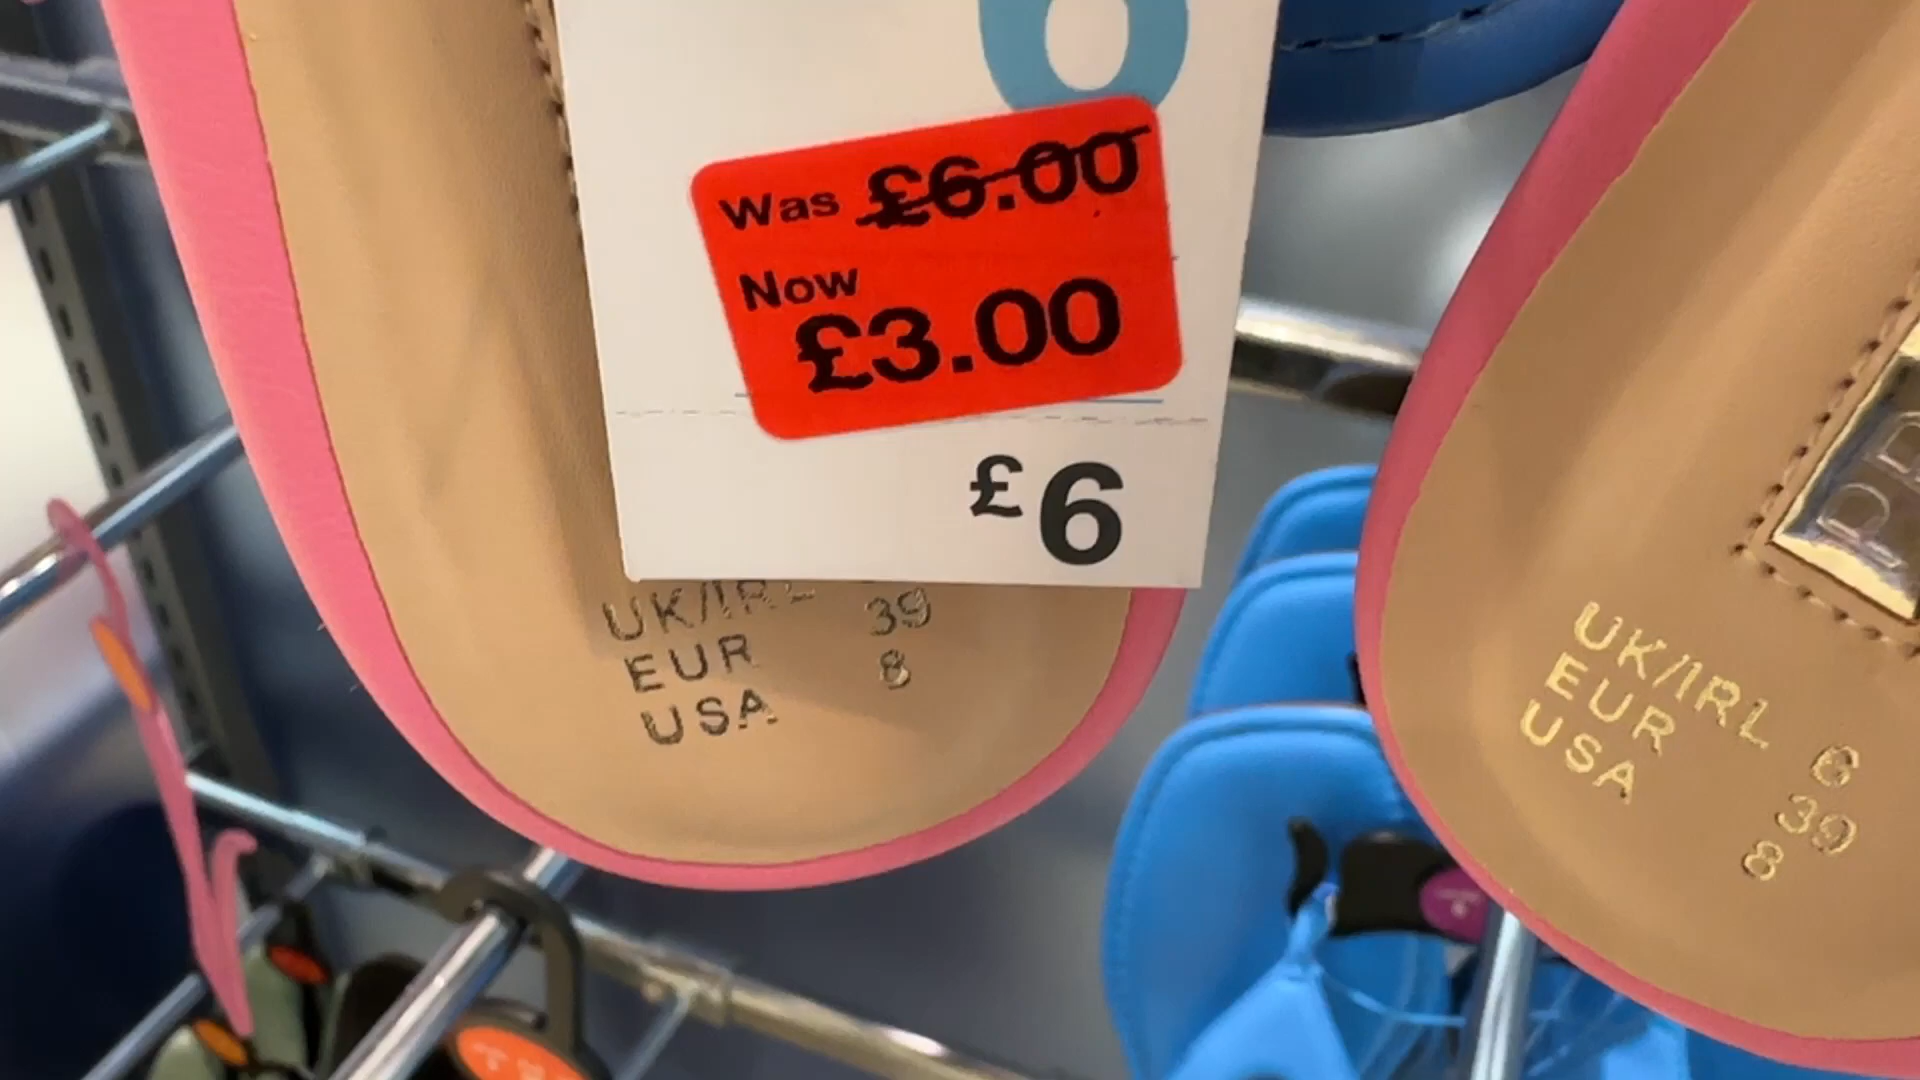 6
Was £6.00
Now
£3.00
£6
UK/IRL
EUR 39
USA 8
UK/IRL 6
EUR 39
USA 8